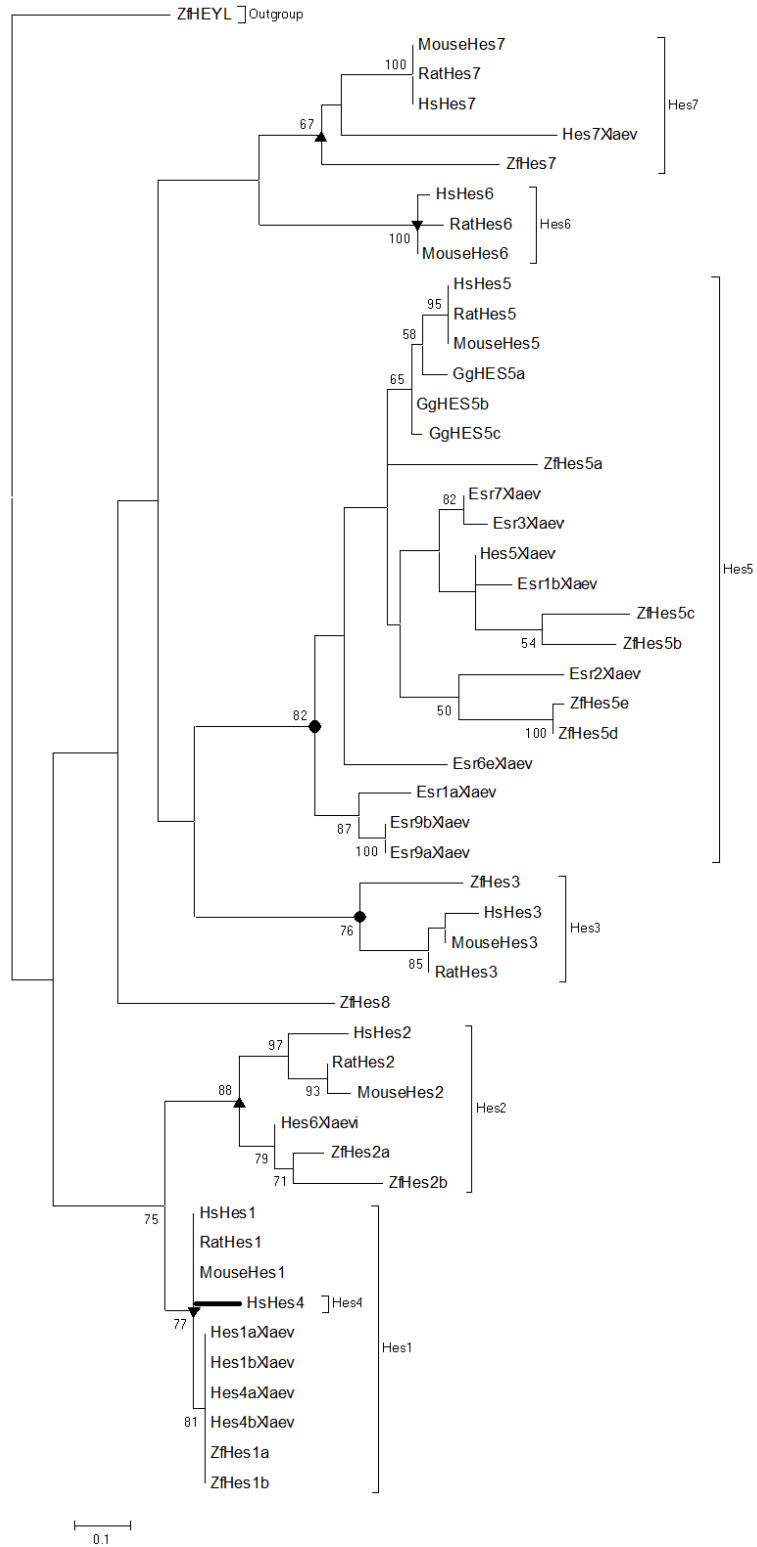 ZfHEYL
Outgroup
MouseHes7
100
RatHes7
HsHes7
Hes7
67
Hes7Xlaev
ZfHes7
HsHes6
RatHes6
Hes6
100
MouseHes6
HsHes5
95
RatHes5
58
MouseHes5
GgHES5a
65
GgHES5b
GgHES5c
ZfHes5a
Esr7Xlaev
82
Esr3Xlaev
Hes5Xlaev
Hes5
Esr1bXlaev
ZfHes5c
54
ZfHes5b
Esr2Xlaev
50
ZfHes5e
100
ZfHes5d
82
Esr6eXlaev
Esr1aXlaev
87
Esr9bXlaev
100
Esr9aXlaev
ZfHes3
HsHes3
76
Hes3
MouseHes3
85
RatHes3
ZfHes8
HsHes2
97
RatHes2
93
MouseHes2
88
Hes2
Hes6Xlaevi
79
ZfHes2a
71
ZfHes2b
75
HsHes1
RatHes1
MouseHes1
HsHes4
Hes4
77
Hes1aXlaev
Hes1
Hes1bXlaev
Hes4aXlaev
81
Hes4bXlaev
ZfHes1a
ZfHes1b
0.1